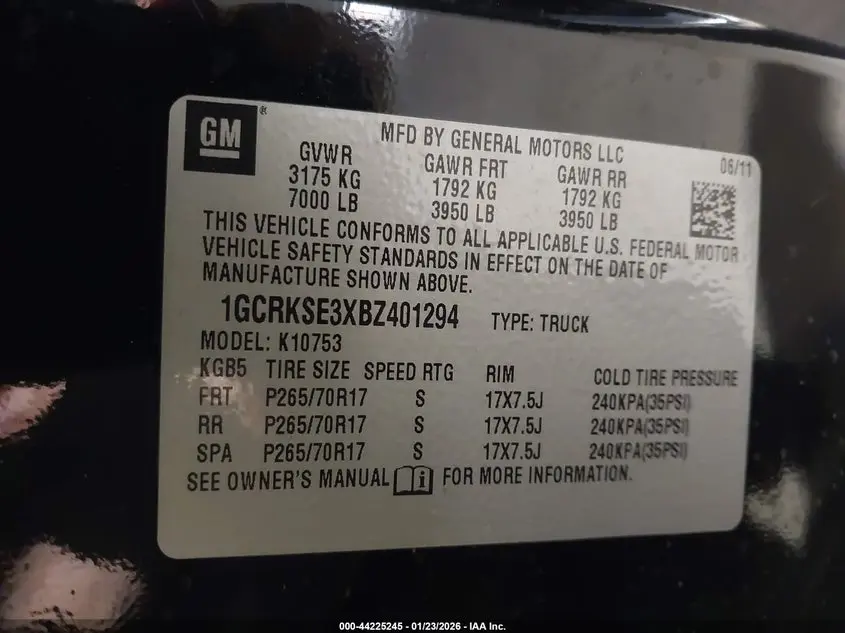 GM®
MFD BY GENERAL MOTORS LLC
06/11
GVWR GAWR FRT GAWR RR
3175 KG 1792 KG 1792 KG
7000 LB 3950 LB 3950 LB
THIS VEHICLE CONFORMS TO ALL APPLICABLE U.S. FEDERAL MOTOR
VEHICLE SAFETY STANDARDS IN EFFECT ON THE DATE OF
MANUFACTURE SHOWN ABOVE.
1GCRKSE3XBZ401294 TYPE: TRUCK
MODEL: K10753
KGB5 TIRE SIZE SPEED RTG RIM COLD TIRE PRESSURE
FRT P265/70R17 S 17X7.5J 240KPA(35PSI)
RR P265/70R17 S 17X7.5J 240KPA(35PSI)
SPA P265/70R17 S 17X7.5J 240KPA(35PSI)
SEE OWNER'S MANUAL i FOR MORE INFORMATION.
000-44225245 - 01/23/2026 - IAA Inc.